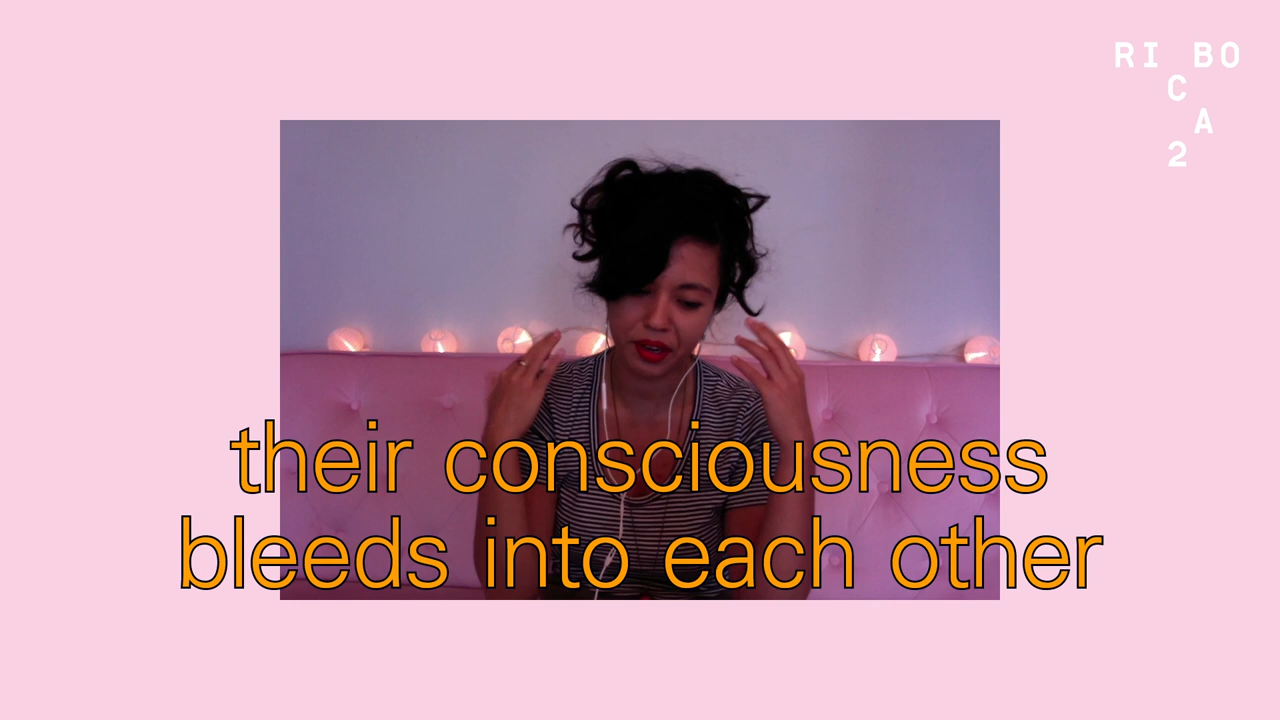 RI BO
C
A
2
their consciousness
bleeds into each other